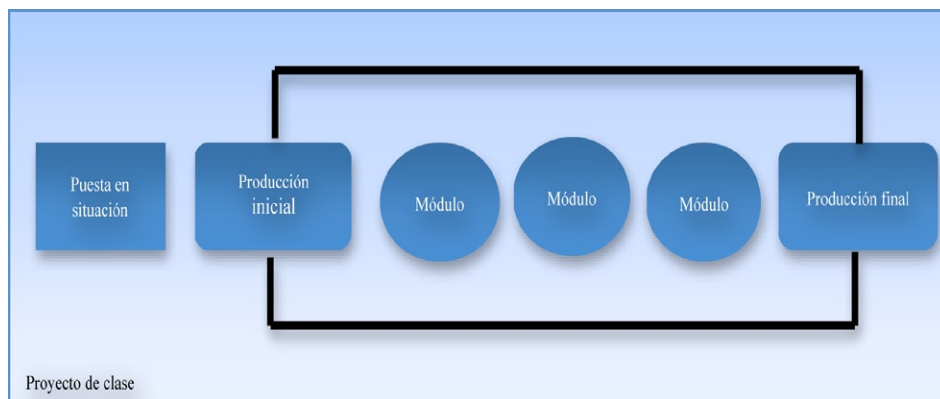 Puesta en
situación
Producción
inicial
Módulo
Módulo
Módulo
Producción final
Proyecto de clase